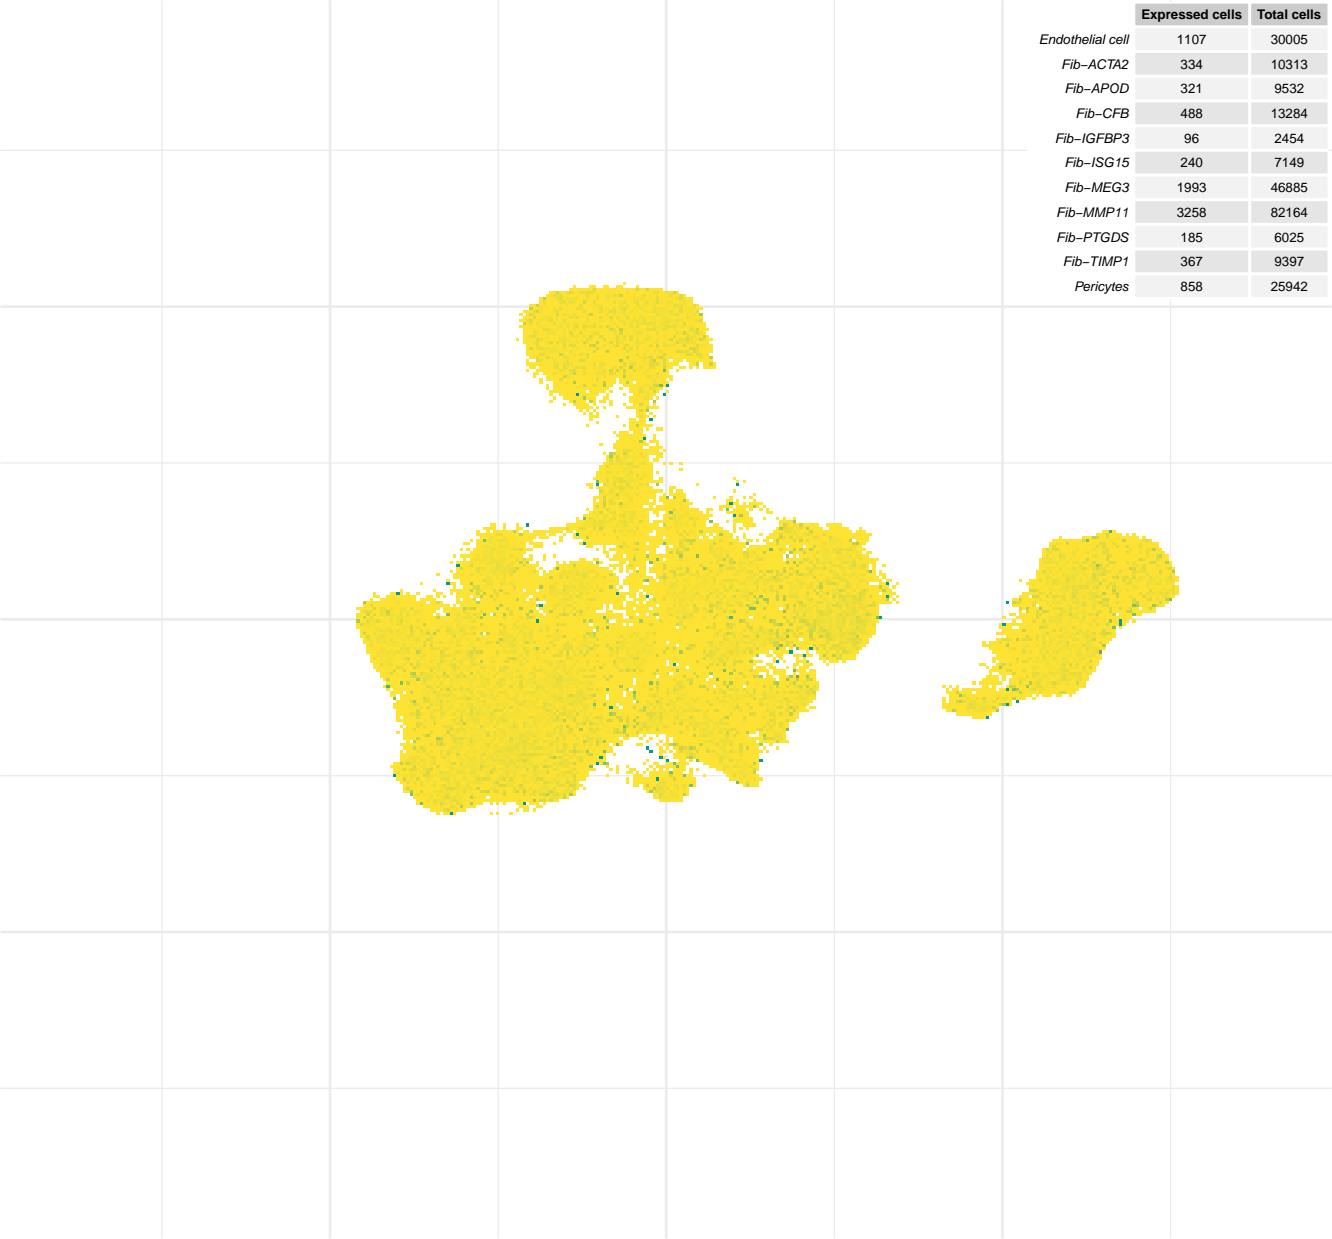 Expressed cells Total cells
Endothelial cell 1107 30005
Fib−ACTA2 334 10313
Fib−APOD 321 9532
Fib−CFB 488 13284
Fib−IGFBP3 96 2454
Fib−ISG15 240 7149
Fib−MEG3 1993 46885
Fib−MMP11 3258 82164
Fib−PTGDS 185 6025
Fib−TIMP1 367 9397
Pericytes 858 25942